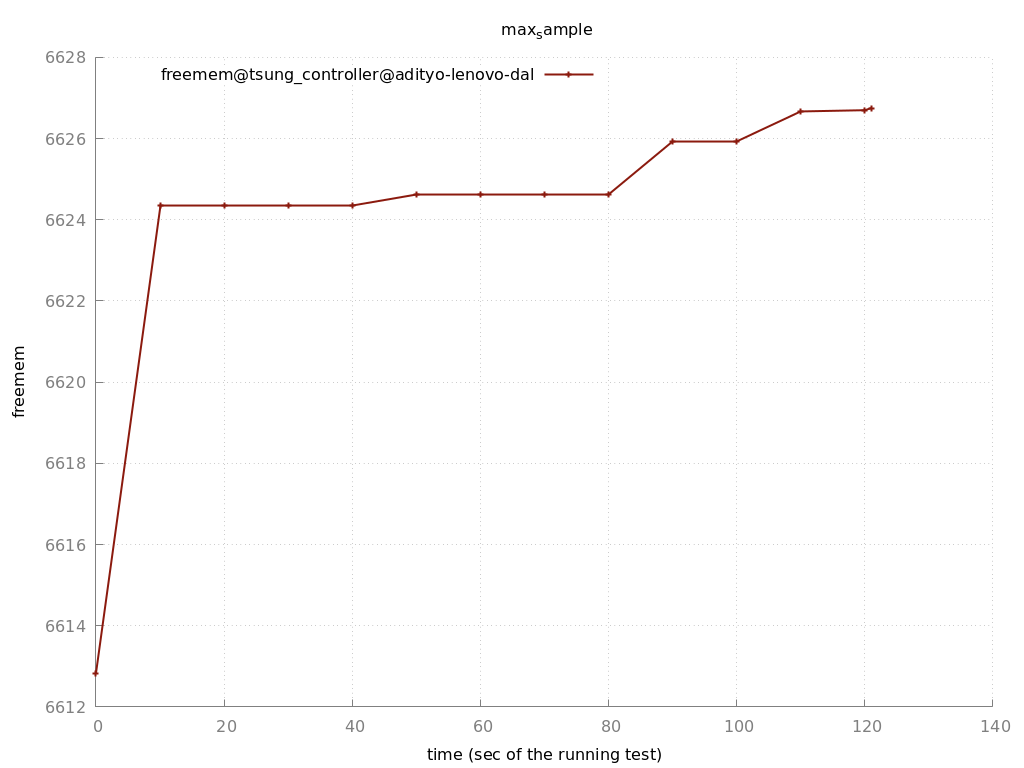 maxsample
6628
freemem@tsung_controller@adityo-lenovo-dal
6626
6624
6622
6620
6618
6616
6614
6612
freemem
0 20 40 60 80 100 120 140
time (sec of the running test)